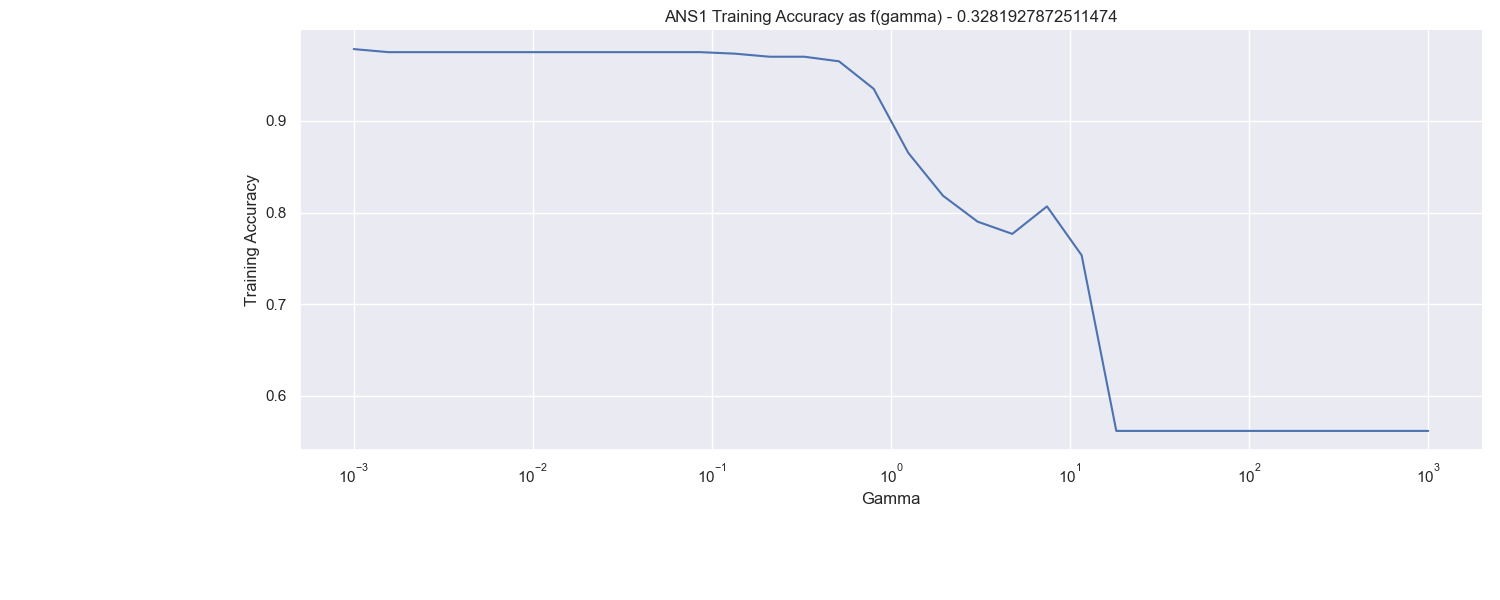 ANS1 Training Accuracy as f(gamma) - 0.3281927872511474
Training Accuracy
0.9
0.8
0.7
0.6
10⁻³ 10⁻² 10⁻¹ 10⁰ 10¹ 10² 10³
Gamma